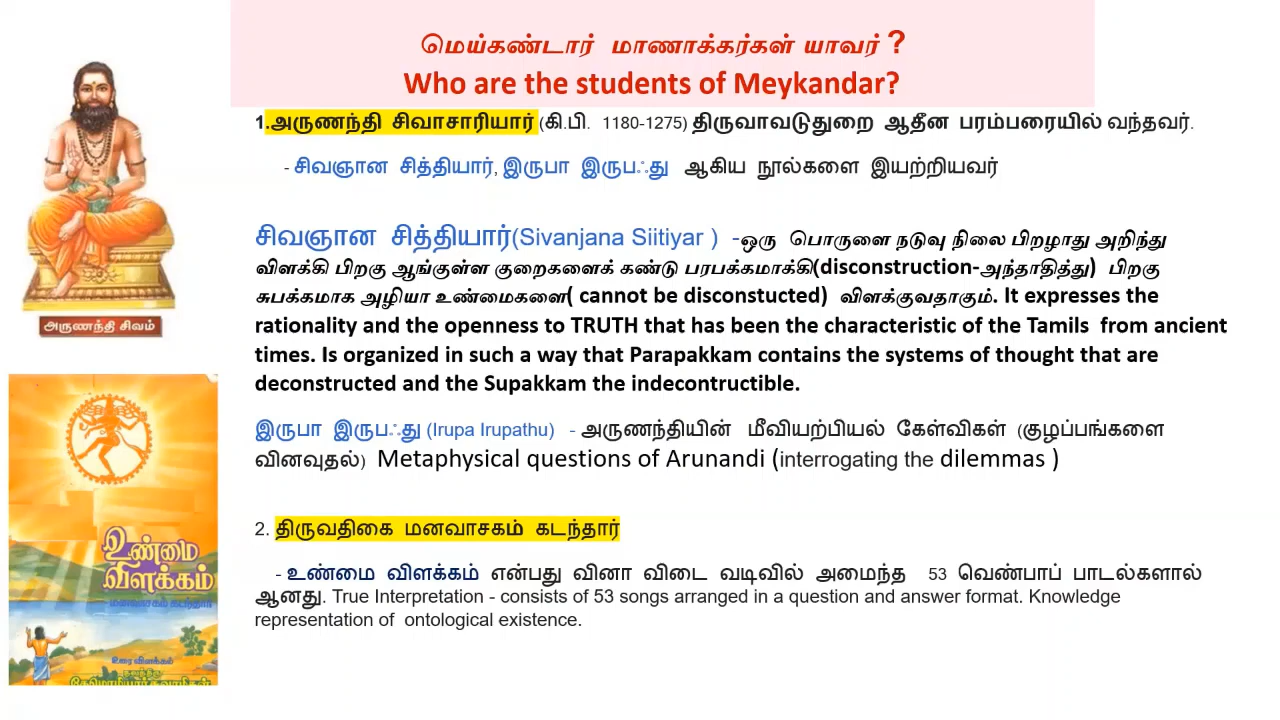 மெய்கண்டார் மாணாக்கர்கள் யாவர் ?
Who are the students of Meykandar?
1.அருணந்தி சிவாசாரியார் (கி.பி. 1180-1275) திருவாவடுதுறை ஆதீன பரம்பரையில் வந்தவர்.
- சிவஞான சித்தியார், இருபா இருபஃது ஆகிய நூல்களை இயற்றியவர்
சிவஞான சித்தியார்(Sivanjana Siitiyar ) -ஒரு பொருளை நடுவு நிலை பிறழாது அறிந்து
விளக்கி பிறகு ஆங்குள்ள குறைகளைக் கண்டு பரபக்கமாக்கி(disconstruction-அந்தாதித்து) பிறகு
சுபக்கமாக அழியா உண்மைகளை( cannot be disconstucted) விளக்குவதாகும். It expresses the
rationality and the openness to TRUTH that has been the characteristic of the Tamils from ancient
times. Is organized in such a way that Parapakkam contains the systems of thought that are
deconstructed and the Supakkam the indecontructible.
இருபா இருபஃது (Irupa Irupathu) - அருணந்தியின் மீவியற்பியல் கேள்விகள் (குழப்பங்களை
வினவுதல்) Metaphysical questions of Arunandi (interrogating the dilemmas )
2. திருவதிகை மனவாசகம் கடந்தார்
- உண்மை விளக்கம் என்பது வினா விடை வடிவில் அமைந்த 53 வெண்பாப் பாடல்களால்
ஆனது. True Interpretation - consists of 53 songs arranged in a question and answer format. Knowledge
representation of ontological existence.
அருணந்தி சிவம்
உண்மை
விளக்கம்
மனவாசகம் கடந்தார்
உரை விளக்கம்
தவத்திரு